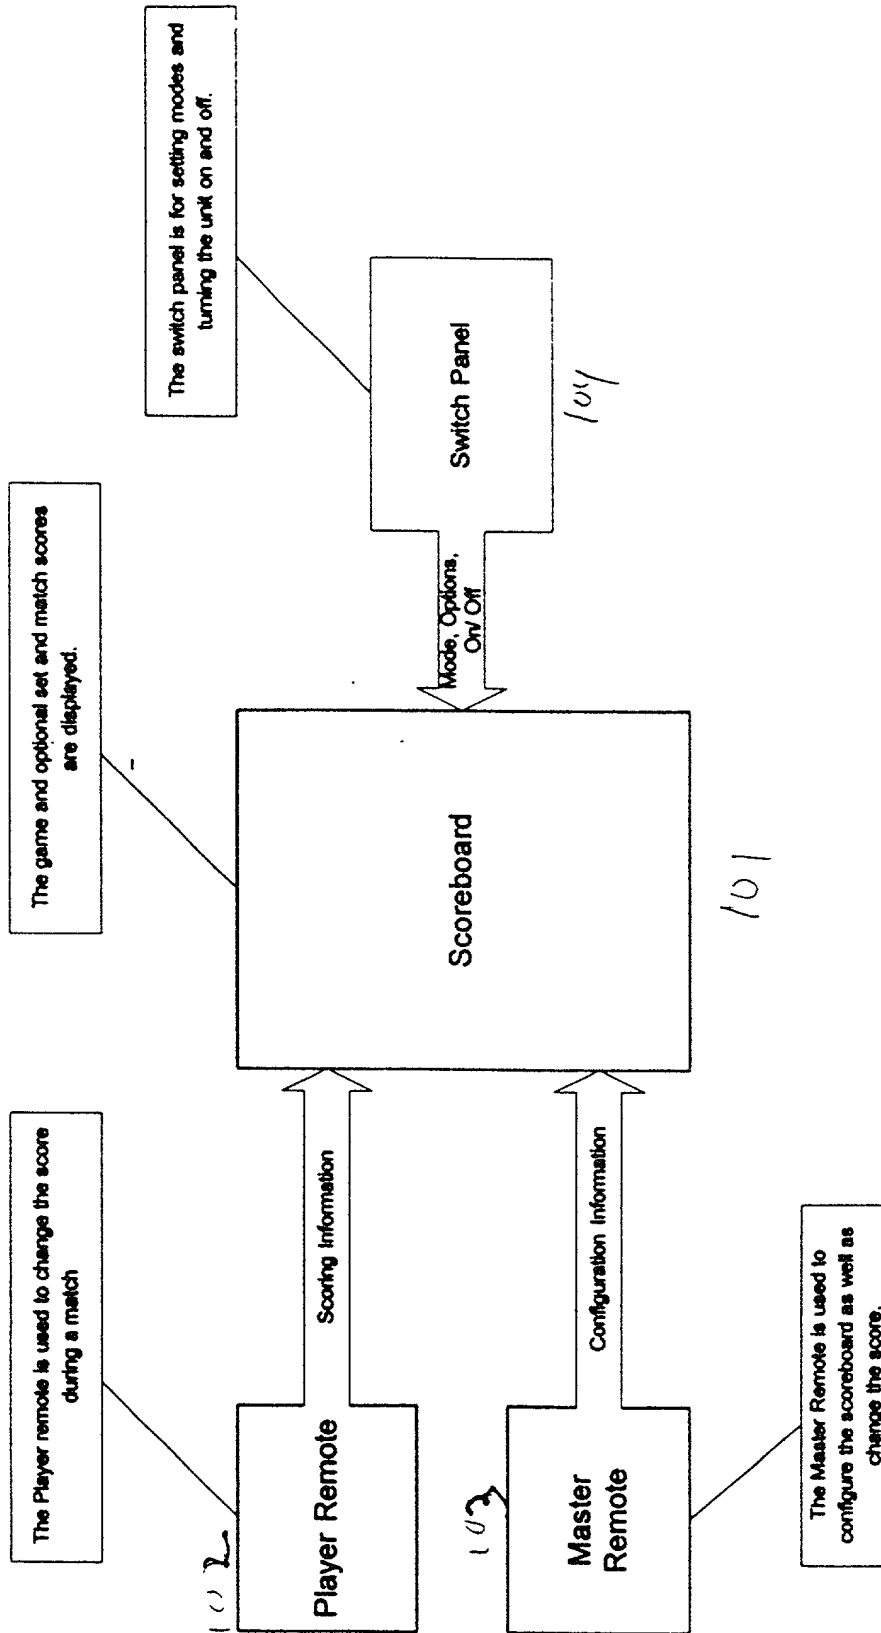 The Player remote is used to change the score
during a match
The game and optional set and match scores
are displayed.
The switch panel is for setting modes and
turning the unit on and off.
102
Player Remote
Scoring Information
Scoreboard
101
Mode, Options,
On/ Off
Switch Panel
104
Master
Remote
Configuration Information
The Master Remote is used to
configure the scoreboard as well as
change the score.